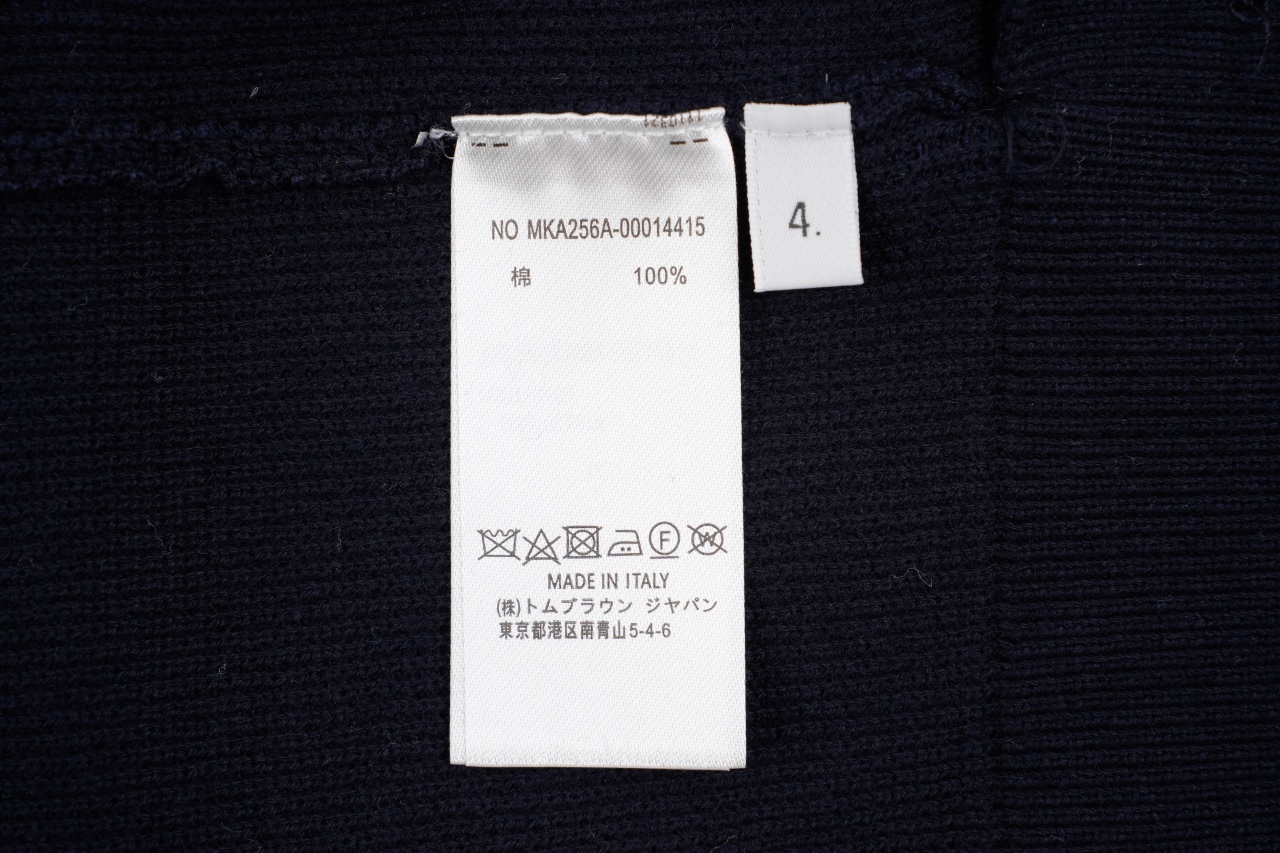 NO MKA256A-00014415
棉 100%
F
W
MADE IN ITALY
(株)トムブラウン ジヤパン
東京都港区南青山5-4-6
4.